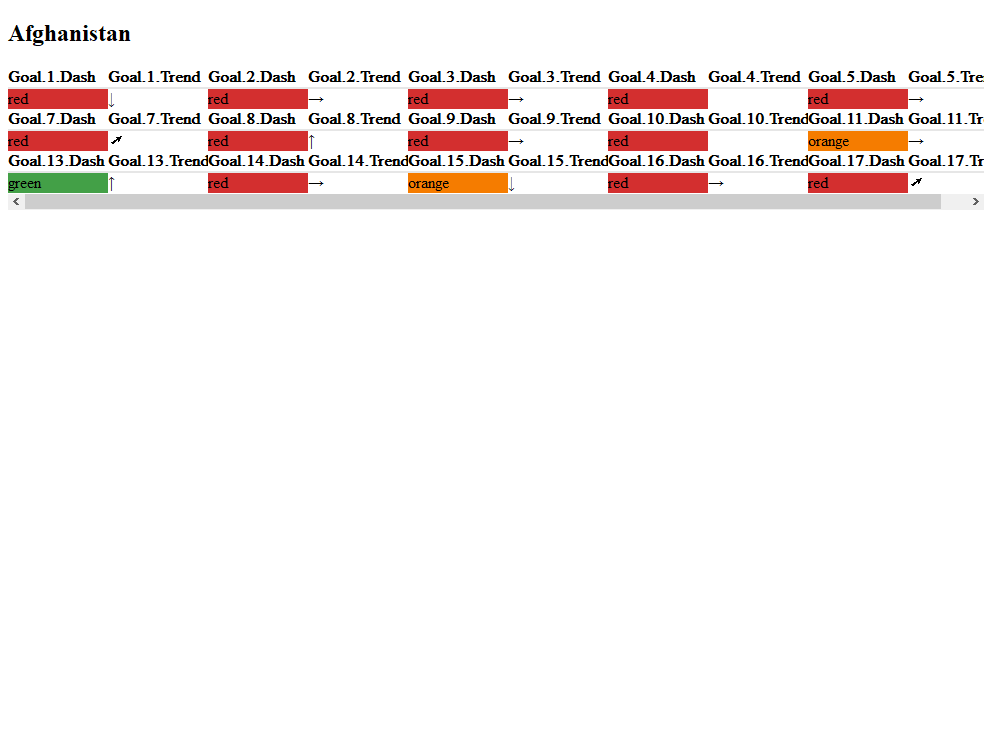 Afghanistan
Goal.1.Dash Goal.1.Trend Goal.2.Dash Goal.2.Trend Goal.3.Dash Goal.3.Trend Goal.4.Dash Goal.4.Trend Goal.5.Dash Goal.5.Tre
red ↓ red → red → red red →
Goal.7.Dash Goal.7.Trend Goal.8.Dash Goal.8.Trend Goal.9.Dash Goal.9.Trend Goal.10.Dash Goal.10.Trend Goal.11.Dash Goal.11.Tr
red ➚ red ↑ red → red orange →
Goal.13.Dash Goal.13.Trend Goal.14.Dash Goal.14.Trend Goal.15.Dash Goal.15.Trend Goal.16.Dash Goal.16.Trend Goal.17.Dash Goal.17.Tr
green ↑ red → orange ↓ red → red ➚